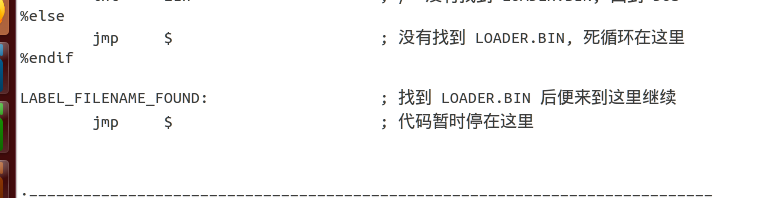 %else
jmp $ ; 没有找到 LOADER.BIN, 死循环在这里
%endif
LABEL_FILENAME_FOUND: ; 找到 LOADER.BIN 后便来到这里继续
jmp $ ; 代码暂时停在这里